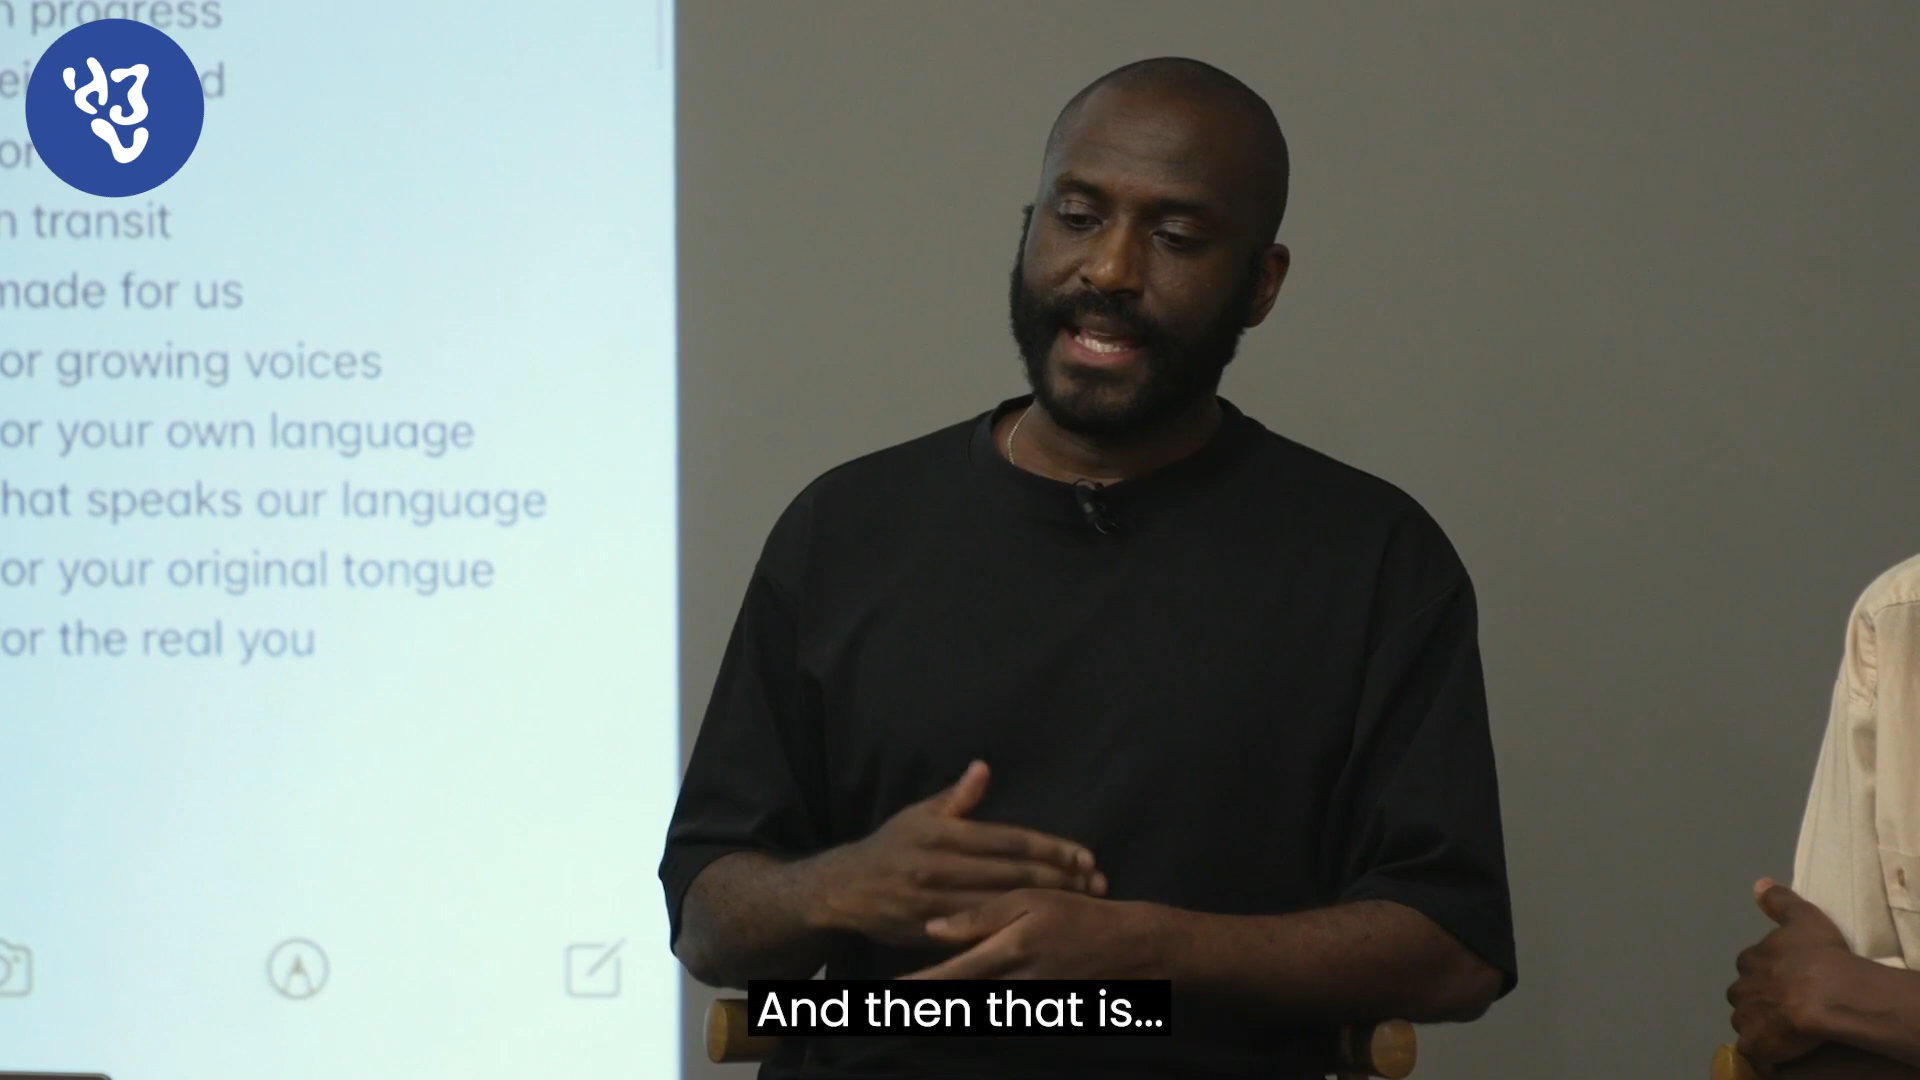 n progress
n transit
made for us
or growing voices
or your own language
hat speaks our language
or your original tongue
or the real you
And then that is...